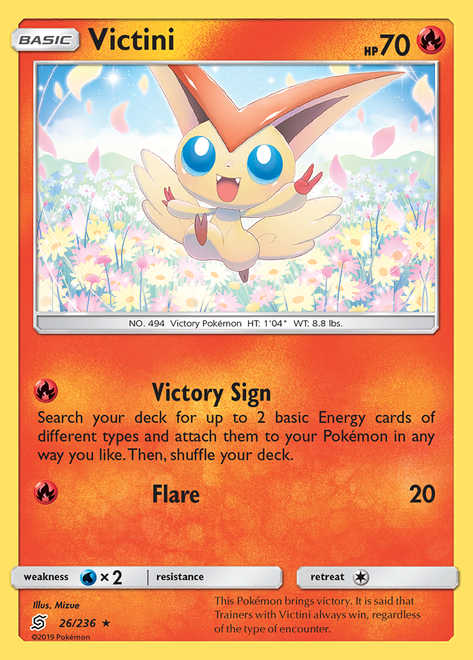 BASIC Victini HP70
NO. 494 Victory Pokémon HT: 1'04" WT: 8.8 lbs.
Victory Sign
Search your deck for up to 2 basic Energy cards of
different types and attach them to your Pokémon in any
way you like. Then, shuffle your deck.
Flare 20
weakness × 2 resistance retreat
Illus. Mizue
26/236 ★
©2019 Pokémon
This Pokémon brings victory. It is said that
Trainers with Victini always win, regardless
of the type of encounter.